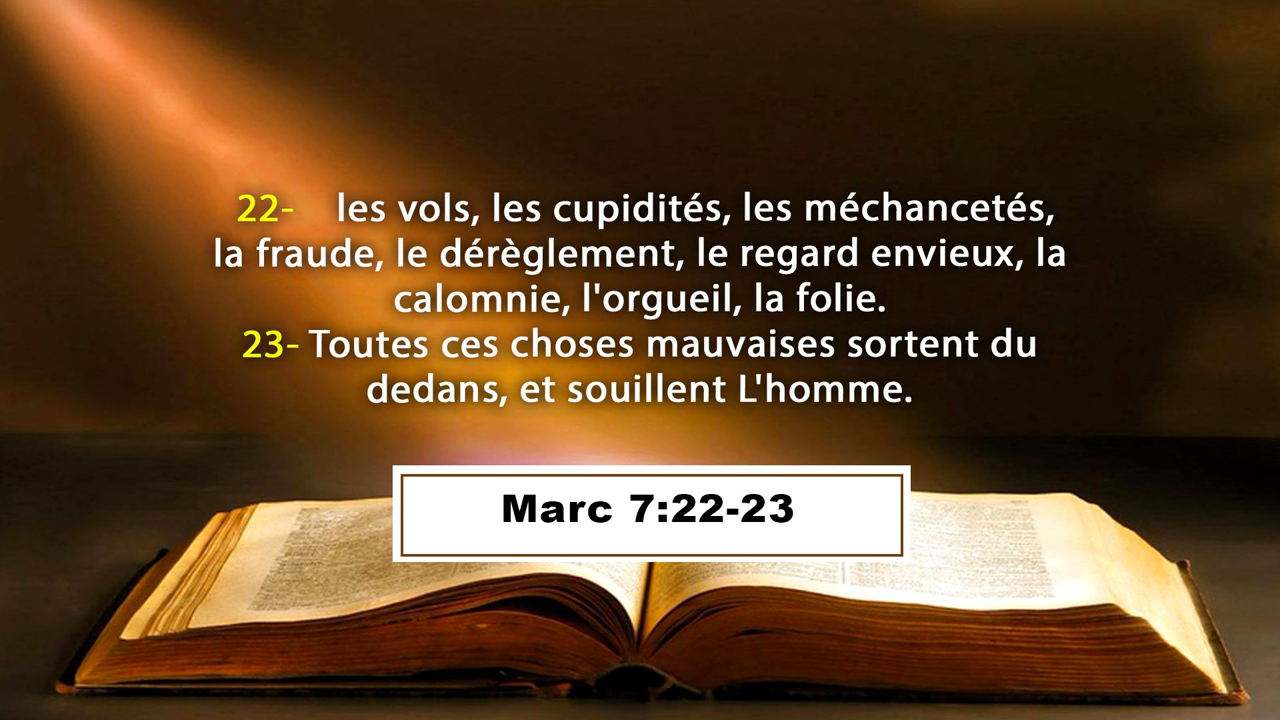 22- les vols, les cupidités, les méchancetés,
la fraude, le dérèglement, le regard envieux, la
calomnie, l'orgueil, la folie.
23- Toutes ces choses mauvaises sortent du
dedans, et souillent L'homme.
Marc 7:22-23